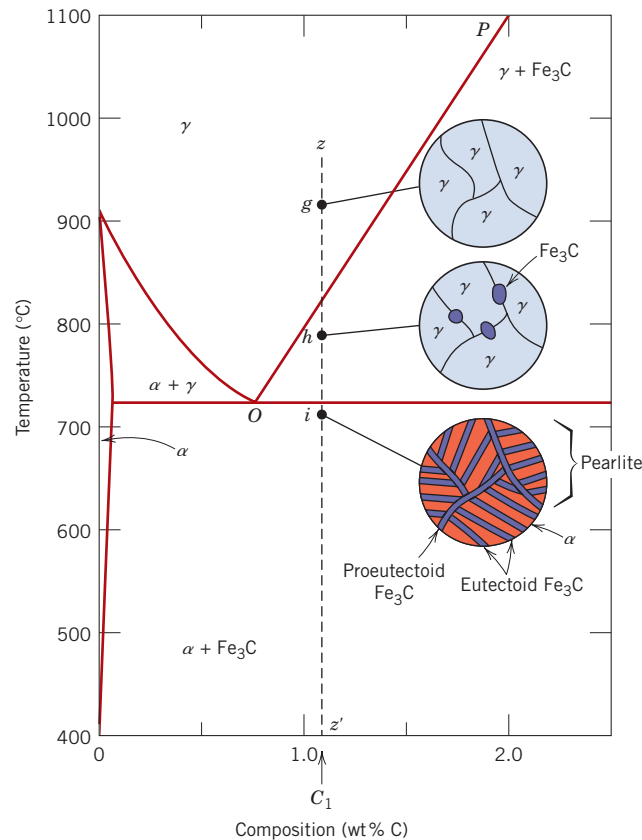 1100
1000
900
800
700
600
500
400
Temperature (°C)
P
γ + Fe₃C
γ
z
γ
γ
γ
γ
g
Fe₃C
γ
γ
γ
γ
h
α + γ
O
i
α
Pearlite
α
Proeutectoid
Fe₃C
Eutectoid Fe₃C
α + Fe₃C
z′
0
1.0
2.0
C₁
Composition (wt% C)